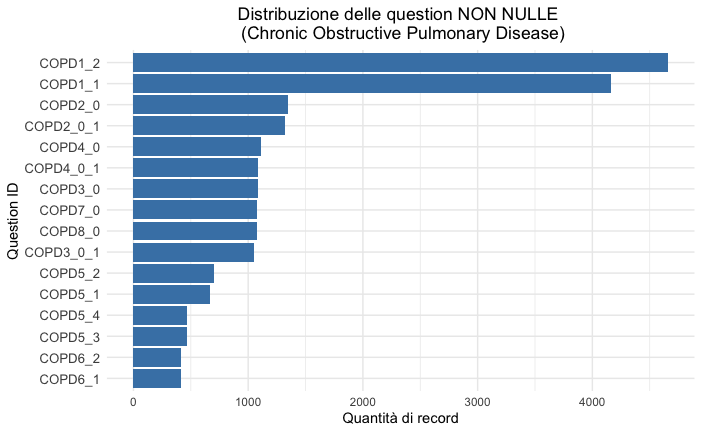 Distribuzione delle question NON NULLE
(Chronic Obstructive Pulmonary Disease)
Question ID
COPD1_2
COPD1_1
COPD2_0
COPD2_0_1
COPD4_0
COPD4_0_1
COPD3_0
COPD7_0
COPD8_0
COPD3_0_1
COPD5_2
COPD5_1
COPD5_4
COPD5_3
COPD6_2
COPD6_1
0 1000 2000 3000 4000
Quantità di record